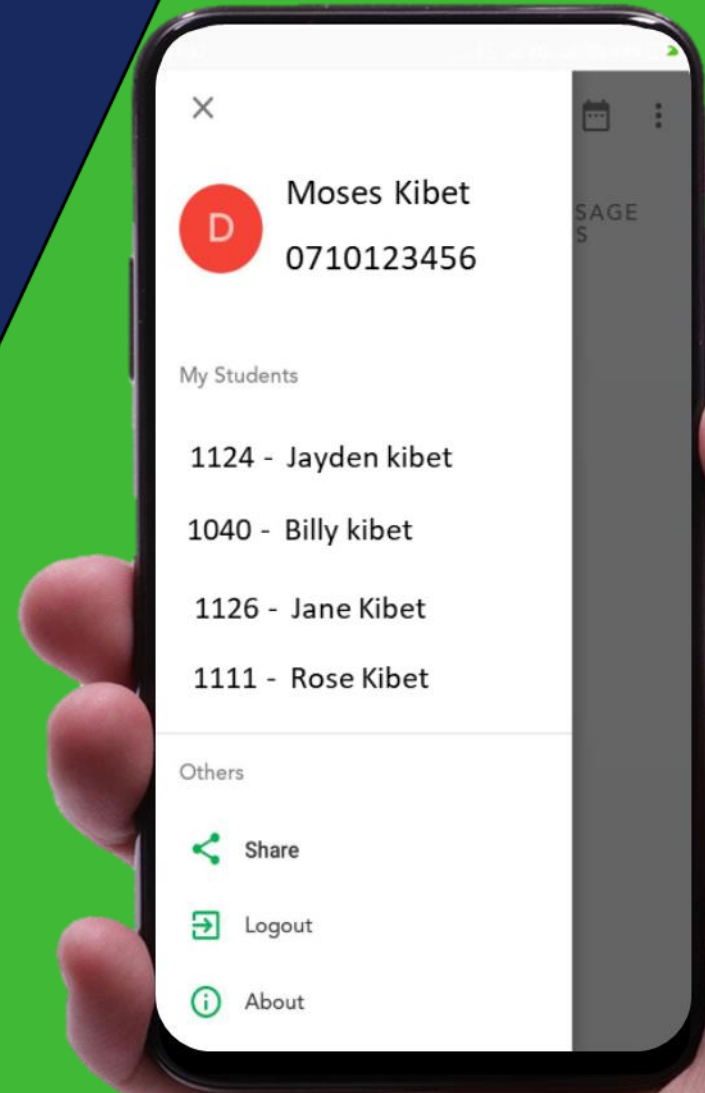 Moses Kibet
D
0710123456
SAGE
S
My Students
1124 - Jayden kibet
1040 - Billy kibet
1126 - Jane Kibet
1111 - Rose Kibet
Others
Share
Logout
About